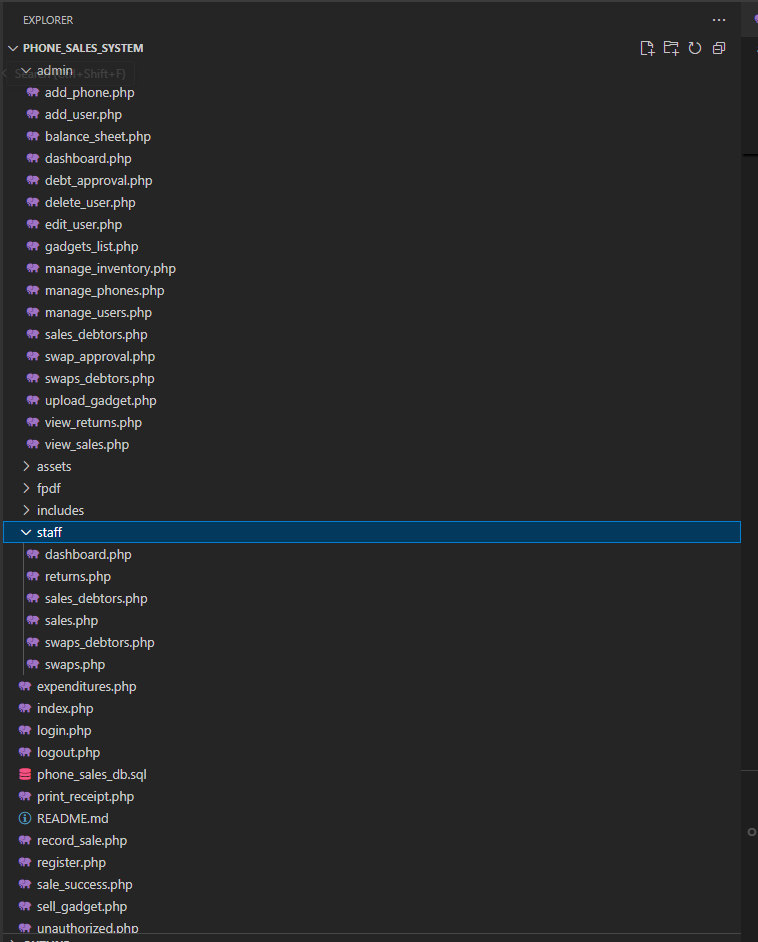 EXPLORER
PHONE_SALES_SYSTEM
admin
Search (Ctrl+Shift+F)
add_phone.php
add_user.php
balance_sheet.php
dashboard.php
debt_approval.php
delete_user.php
edit_user.php
gadgets_list.php
manage_inventory.php
manage_phones.php
manage_users.php
sales_debtors.php
swap_approval.php
swaps_debtors.php
upload_gadget.php
view_returns.php
view_sales.php
assets
fpdf
includes
staff
dashboard.php
returns.php
sales_debtors.php
sales.php
swaps_debtors.php
swaps.php
expenditures.php
index.php
login.php
logout.php
phone_sales_db.sql
print_receipt.php
README.md
record_sale.php
register.php
sale_success.php
sell_gadget.php
unauthorized.php